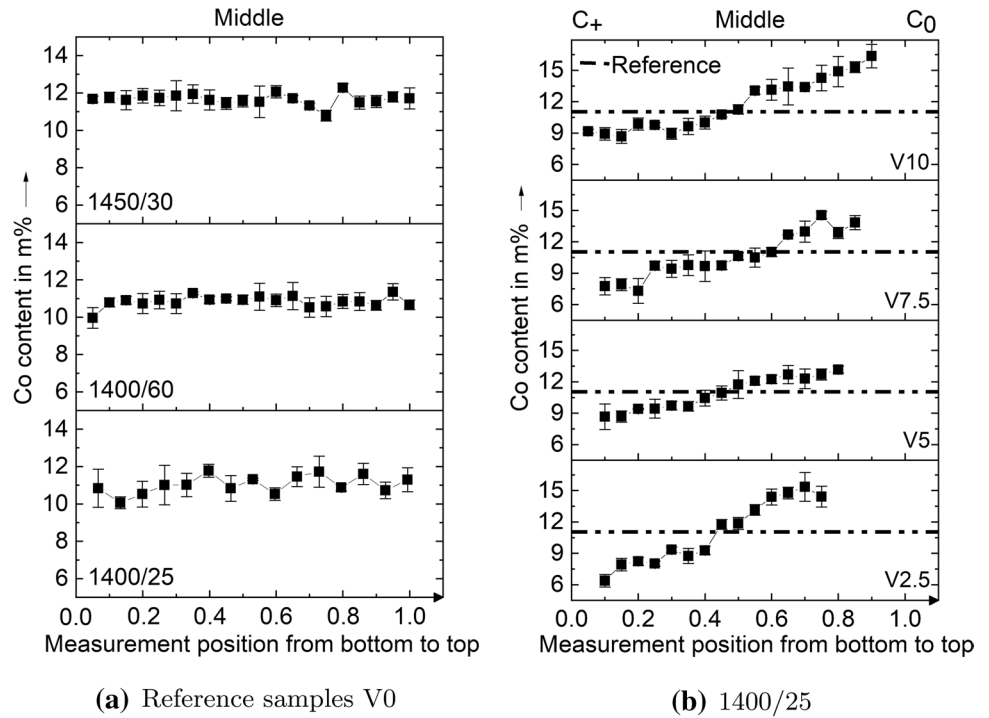 Middle
14
12
10
8
6
1450/30
14
12
10
8
6
1400/60
14
12
10
8
6
1400/25
Co content in m% →
0.0 0.2 0.4 0.6 0.8 1.0
Measurement position from bottom to top
(a) Reference samples V0
C+ Middle C0
15
12
9
6
Reference
V10
15
12
9
6
V7.5
15
12
9
6
V5
15
12
9
6
V2.5
Co content in m% →
0.0 0.2 0.4 0.6 0.8 1.0
Measurement position from bottom to top
(b) 1400/25